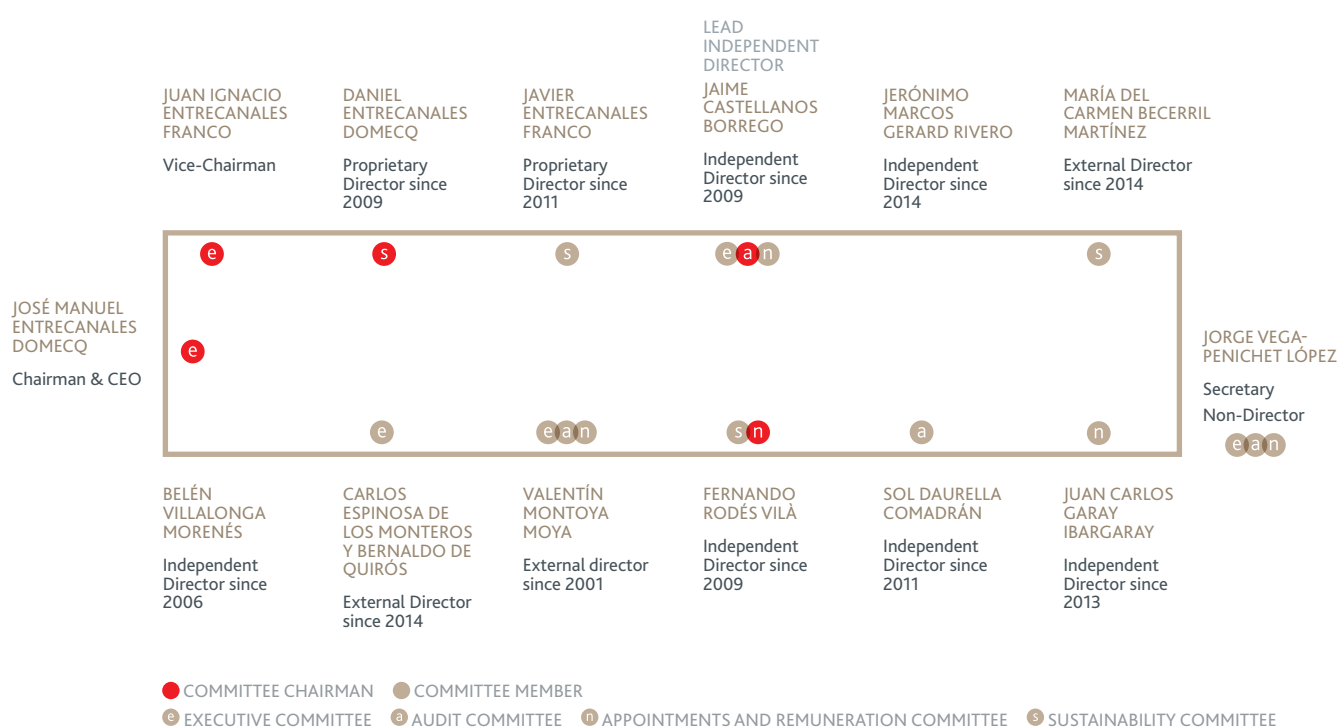 LEAD
INDEPENDENT
DIRECTOR
JUAN IGNACIO
ENTRECANALES
FRANCO
Vice-Chairman
DANIEL
ENTRECANALES
DOMECQ
Proprietary
Director since
2009
JAVIER
ENTRECANALES
FRANCO
Proprietary
Director since
2011
JAIME
CASTELLANOS
BORREGO
Independent
Director since
2009
JERÓNIMO
MARCOS
GERARD RIVERO
Independent
Director since
2014
MARÍA DEL
CARMEN BECERRIL
MARTÍNEZ
External Director
since 2014
e
s
s
e a n
s
JOSÉ MANUEL
ENTRECANALES
DOMECQ
Chairman & CEO
e
JORGE VEGA-
PENICHET LÓPEZ
Secretary
Non-Director
e a n
e
e a n
s n
a
n
BELÉN
VILLALONGA
MORENÉS
Independent
Director since
2006
CARLOS
ESPINOSA DE
LOS MONTEROS
Y BERNALDO DE
QUIRÓS
External Director
since 2014
VALENTÍN
MONTOYA
MOYA
External director
since 2001
FERNANDO
RODÉS VILÀ
Independent
Director since
2009
SOL DAURELLA
COMADRÁN
Independent
Director since
2011
JUAN CARLOS
GARAY
IBARGARAY
Independent
Director since
2013
COMMITTEE CHAIRMAN COMMITTEE MEMBER
e EXECUTIVE COMMITTEE a AUDIT COMMITTEE n APPOINTMENTS AND REMUNERATION COMMITTEE s SUSTAINABILITY COMMITTEE